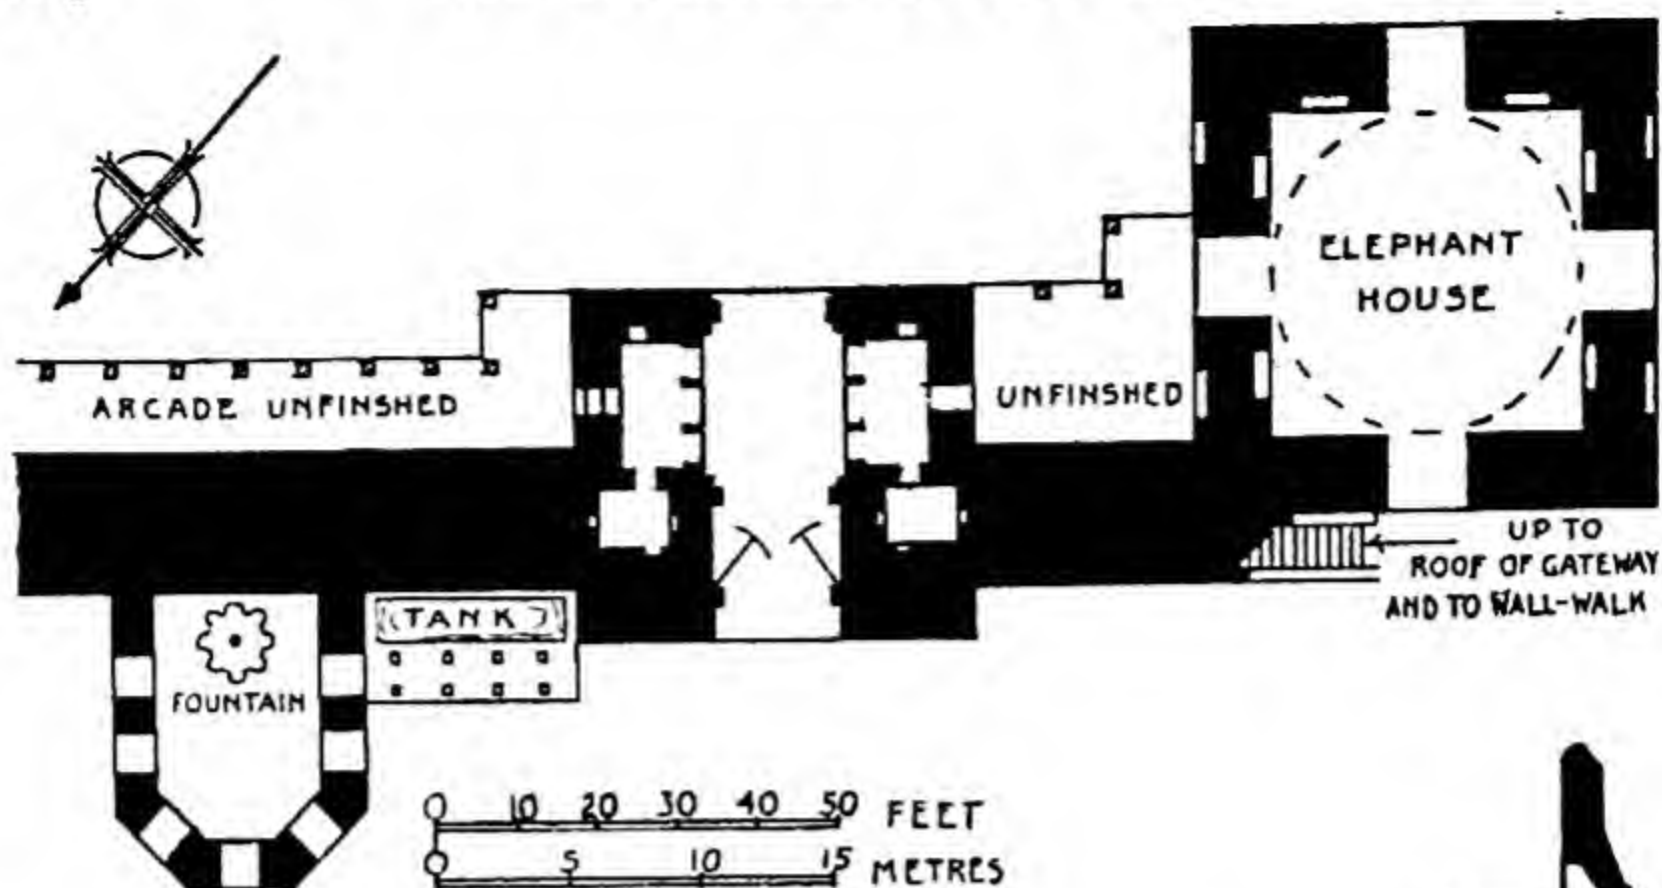 ELEPHANT
HOUSE
ARCADE UNFINSHED
UNFINSHED
UP TO
ROOF OF GATEWAY
AND TO WALL-WALK
TANK
FOUNTAIN
0 10 20 30 40 50 FEET
0 5 10 15 METRES